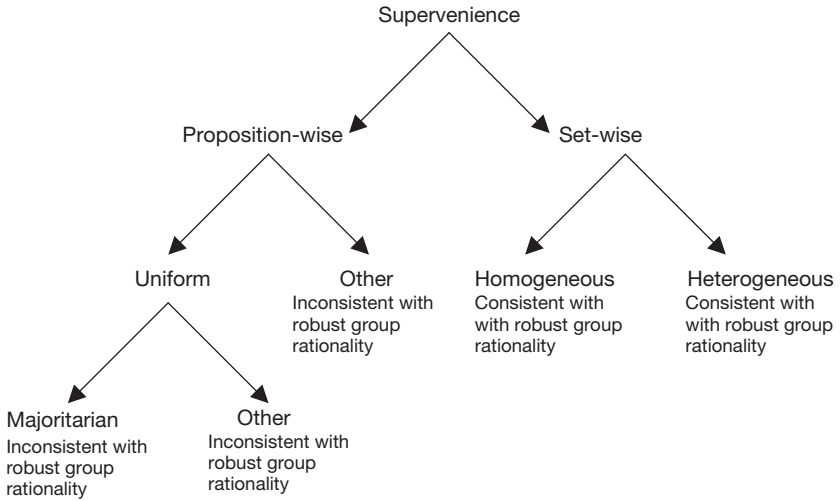 Supervenience
Proposition-wise
Set-wise
Uniform
Other
Inconsistent with
robust group
rationality
Homogeneous
Consistent with
with robust group
rationality
Heterogeneous
Consistent with
with robust group
rationality
Majoritarian
Inconsistent with
robust group
rationality
Other
Inconsistent with
robust group
rationality